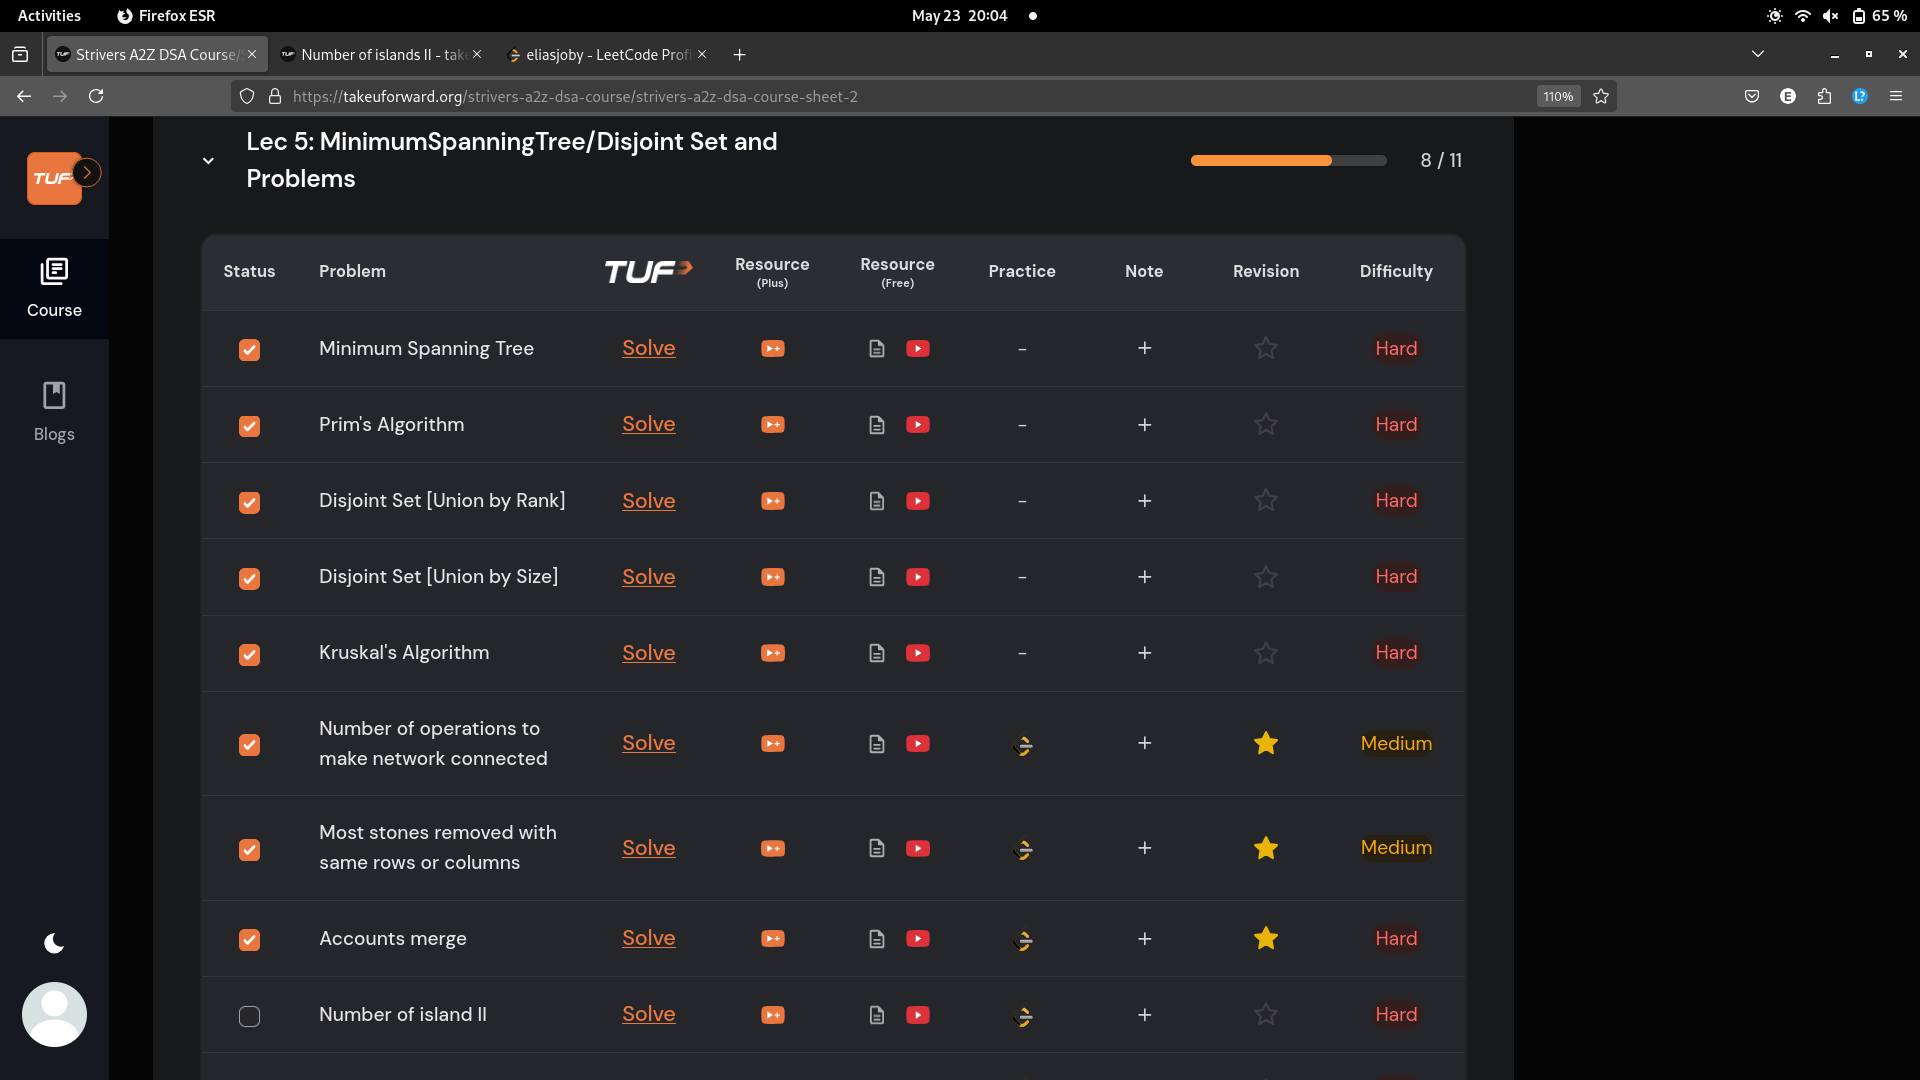 Activities
Firefox ESR
May 23 20:04
65 %
Strivers A2Z DSA Course/
Number of islands II - tak
eliasjoby - LeetCode Profi
https://takeuforward.org/strivers-a2z-dsa-course/strivers-a2z-dsa-course-sheet-2
110%
E
L?
TUF
Course
Blogs
Lec 5: MinimumSpanningTree/Disjoint Set and
Problems
8 / 11
Status Problem TUF Resource (Plus) Resource (Free) Practice Note Revision Difficulty
Minimum Spanning Tree Solve - + Hard
Prim's Algorithm Solve - + Hard
Disjoint Set [Union by Rank] Solve - + Hard
Disjoint Set [Union by Size] Solve - + Hard
Kruskal's Algorithm Solve - + Hard
Number of operations to
make network connected Solve + Medium
Most stones removed with
same rows or columns Solve + Medium
Accounts merge Solve + Hard
Number of island II Solve + Hard